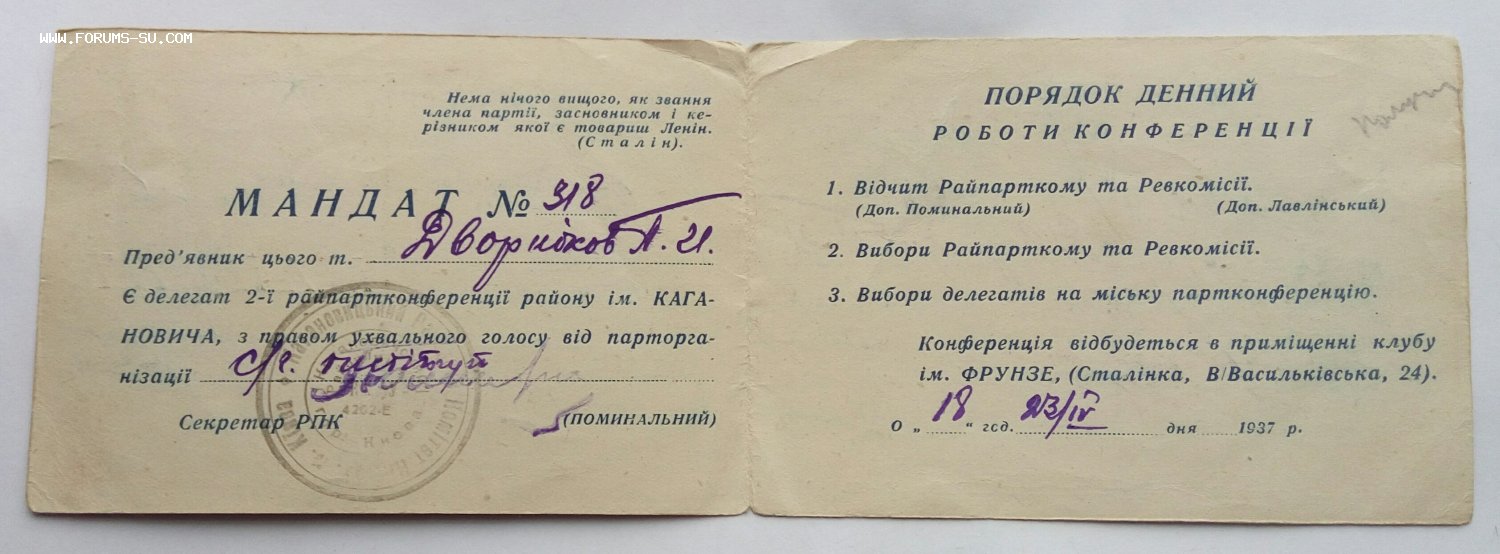 www.forums-su.com
Нема нічого вищого, як звання
члена партії, засновником і ке-
різником якої є товариш Ленін.
(Сталін).
МАНДАТ № 318
Пред'явник цього т. Дворніков П. И.
Є делегат 2-ї райпартконференції району ім. КАГА-
НОВИЧА, з правом ухвального голосу від парторга-
нізації с/г. інстітут
Секретар РПК (ПОМИНАЛЬНИЙ)
4262-Е
ПОРЯДОК ДЕННИЙ
РОБОТИ КОНФЕРЕНЦІЇ
1. Відчит Райпарткому та Ревкомісії.
(Доп. Поминальний) (Доп. Лавлінський)
2. Вибори Райпарткому та Ревкомісії.
3. Вибори делегатів на міську партконференцію.
Конференція відбудеться в приміщенні клубу
ім. ФРУНЗЕ, (Сталінка, В/Васильківська, 24).
О „ 18 “ год. 23/IV дня 1937 р.